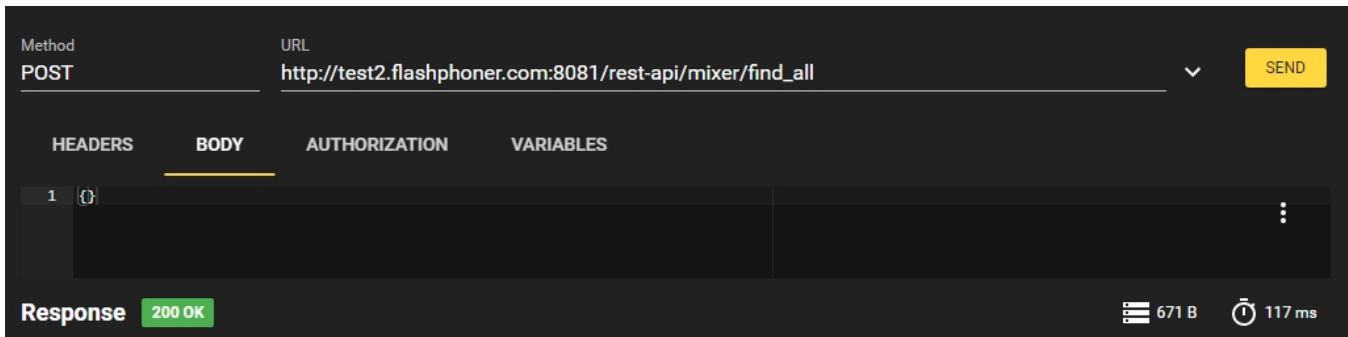 Method URL
POST http://test2.flashphoner.com:8081/rest-api/mixer/find_all SEND
HEADERS BODY AUTHORIZATION VARIABLES
1 {}
Response 200 OK 671 B 117 ms